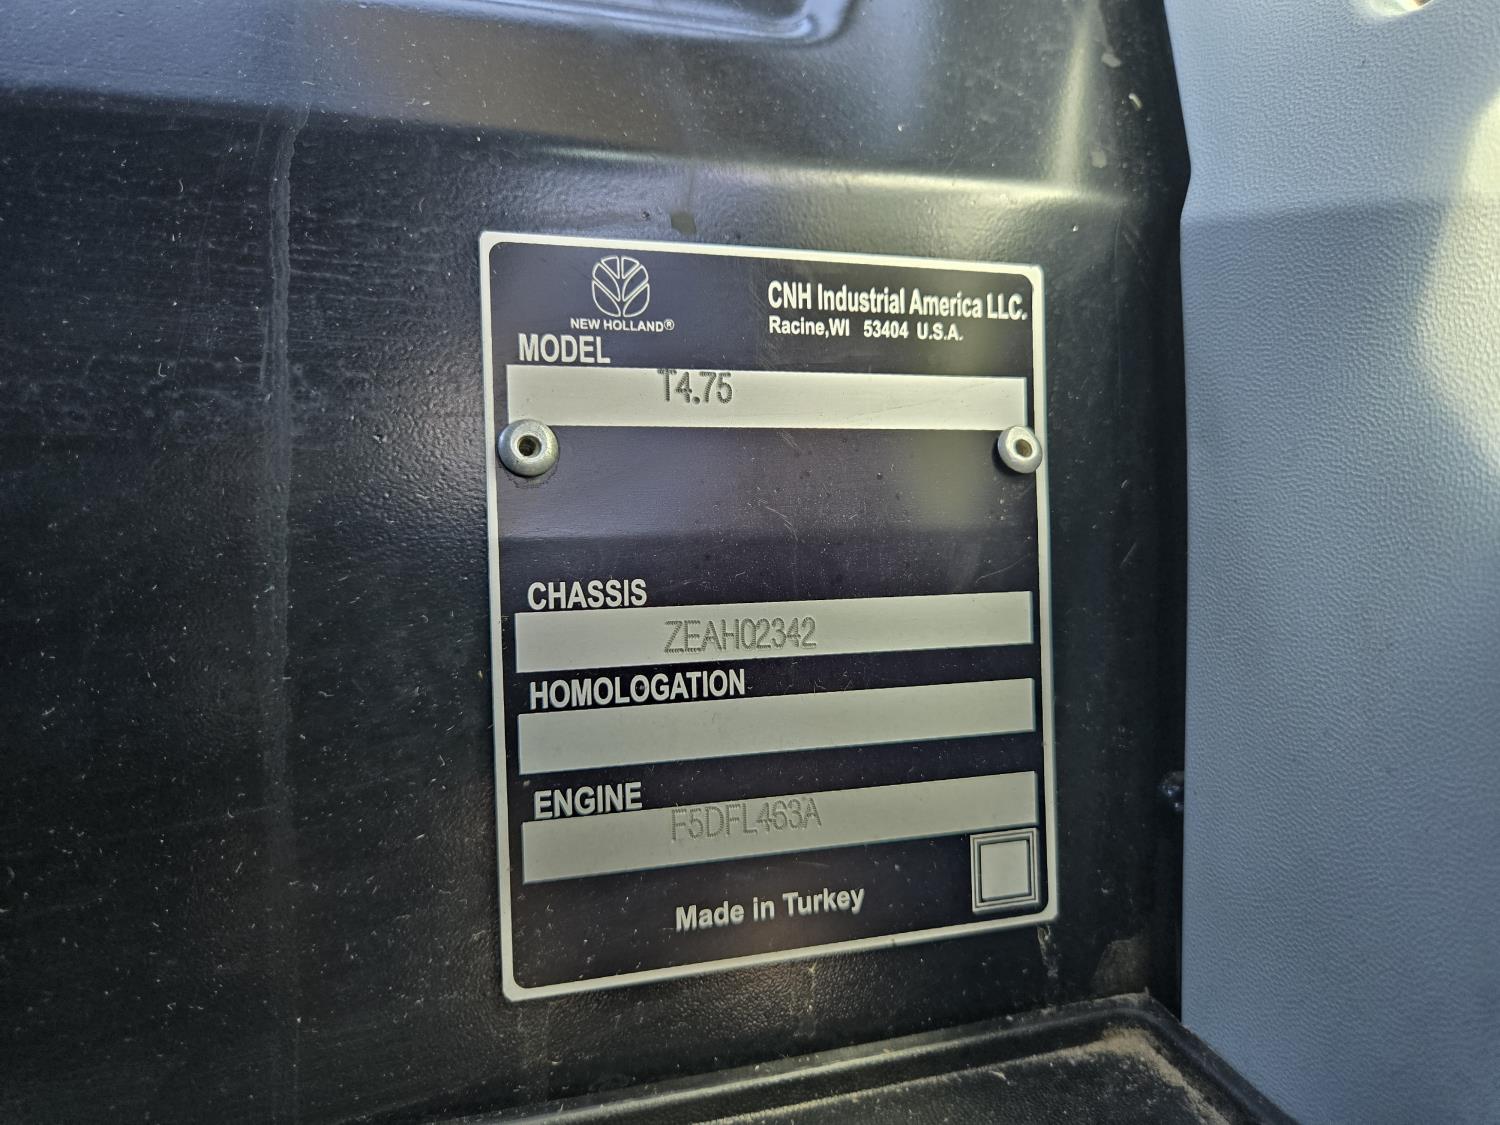 NEW HOLLAND®
CNH Industrial America LLC.
Racine,WI 53404 U.S.A.
MODEL
T4.75
CHASSIS
ZEAH02342
HOMOLOGATION
ENGINE
F5DFL463A
Made in Turkey